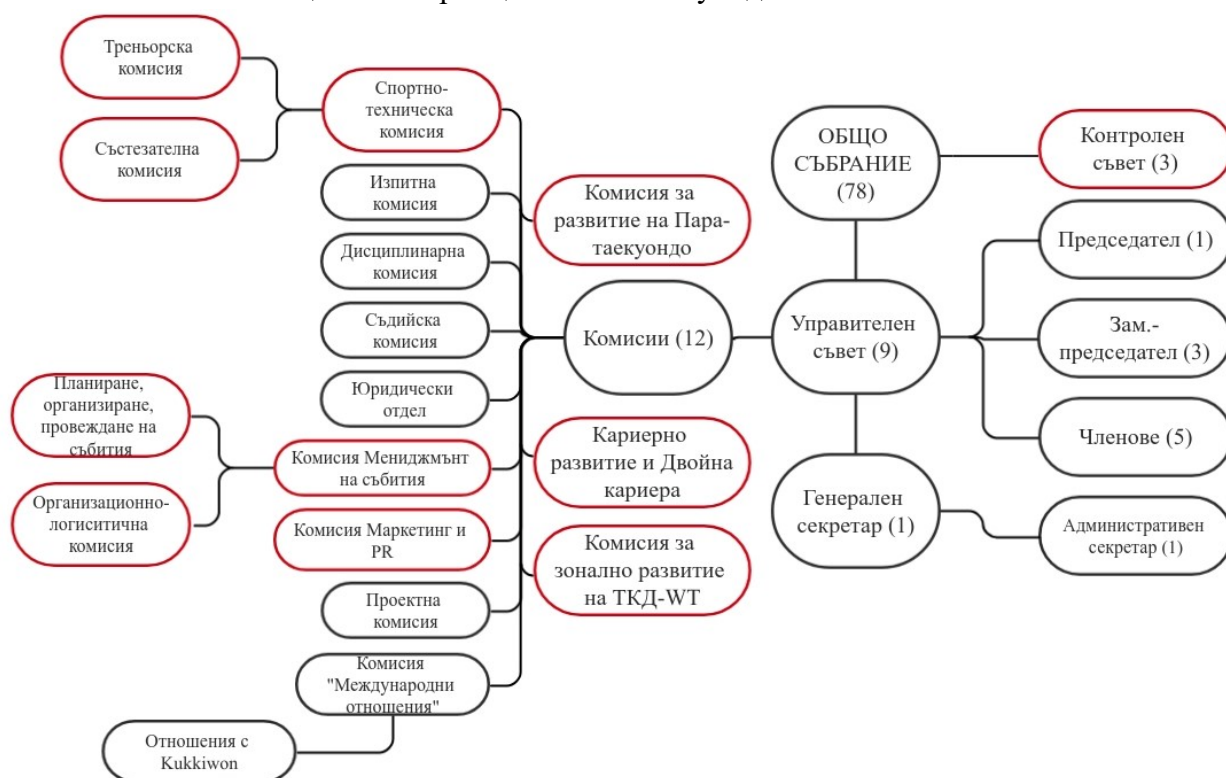 Треньорска
комисия
Състезателна
комисия
Спортно-
техническа
комисия
Изпитна
комисия
Дисциплинарна
комисия
Съдийска
комисия
Юридически
отдел
Планиране,
организиране,
провеждане на
събития
Организационно-
логиситична
комисия
Комисия Мениджмънт
на събития
Комисия Маркетинг и
PR
Проектна
комисия
Комисия
"Международни
отношения"
Отношения с
Kukkiwon
Комисия за
развитие на Пара-
таекуондо
Комисии (12)
Кариерно
развитие и Двойна
кариера
Комисия за
зонално развитие
на ТКД-WT
ОБЩО
СЪБРАНИЕ
(78)
Управителен
съвет (9)
Генерален
секретар (1)
Контролен
съвет (3)
Председател (1)
Зам.-
председател (3)
Членове (5)
Административен
секретар (1)